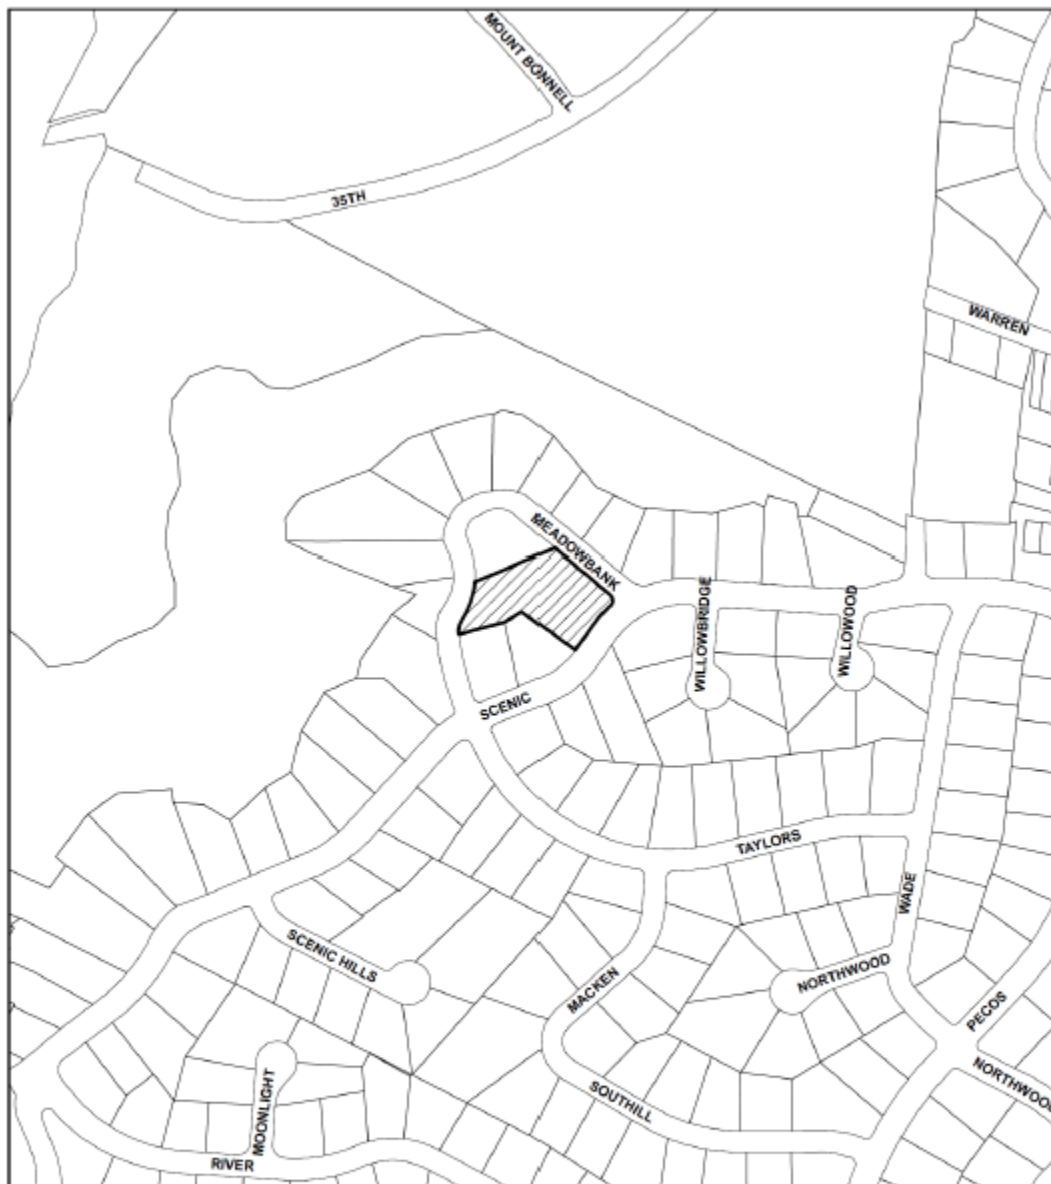 MOUNT BONNELL
35TH
WARREN
MEADOWBANK
WILLOWBRIDGE
WILLOWOOD
SCENIC
TAYLORS
WADE
SCENIC HILLS
MACKEN
NORTHWOOD
PECOS
MOONLIGHT
SOUTHILL
NORTHWOOD
RIVER